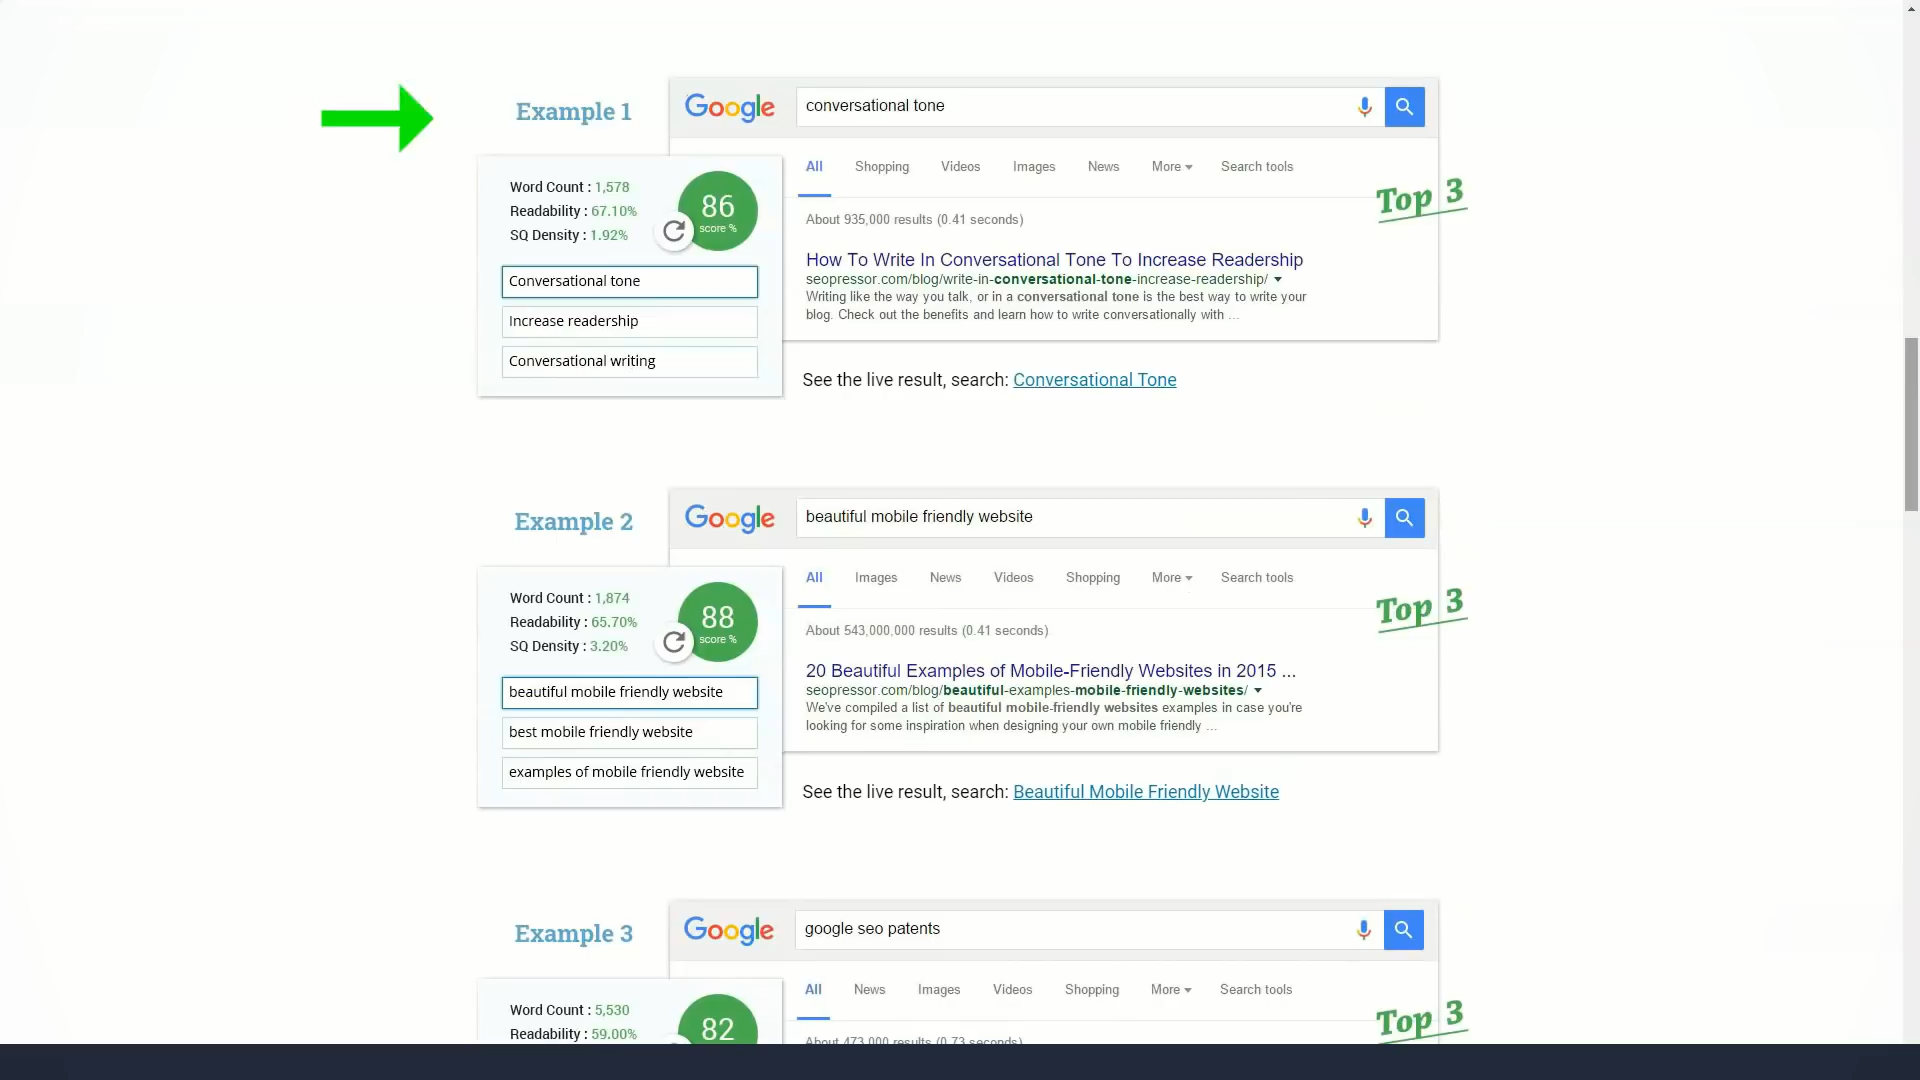 Example 1
Google
conversational tone
All Shopping Videos Images News More Search tools
Word Count : 1,578
Readability : 67.10%
SQ Density : 1.92%
86
score %
Top 3
About 935,000 results (0.41 seconds)
How To Write In Conversational Tone To Increase Readership
seopressor.com/blog/write-in-conversational-tone-increase-readership/
Writing like the way you talk, or in a conversational tone is the best way to write your
blog. Check out the benefits and learn how to write conversationally with ...
Conversational tone
Increase readership
Conversational writing
See the live result, search: Conversational Tone
Example 2
Google
beautiful mobile friendly website
All Images News Videos Shopping More Search tools
Word Count : 1,874
Readability : 65.70%
SQ Density : 3.20%
88
score %
Top 3
About 543,000,000 results (0.41 seconds)
20 Beautiful Examples of Mobile-Friendly Websites in 2015 ...
seopressor.com/blog/beautiful-examples-mobile-friendly-websites/
We've compiled a list of beautiful mobile-friendly websites examples in case you're
looking for some inspiration when designing your own mobile friendly ...
beautiful mobile friendly website
best mobile friendly website
examples of mobile friendly website
See the live result, search: Beautiful Mobile Friendly Website
Example 3
Google
google seo patents
All News Images Videos Shopping More Search tools
Word Count : 5,530
Readability : 59.00%
82
Top 3
About 473,000 results (0.73 seconds)